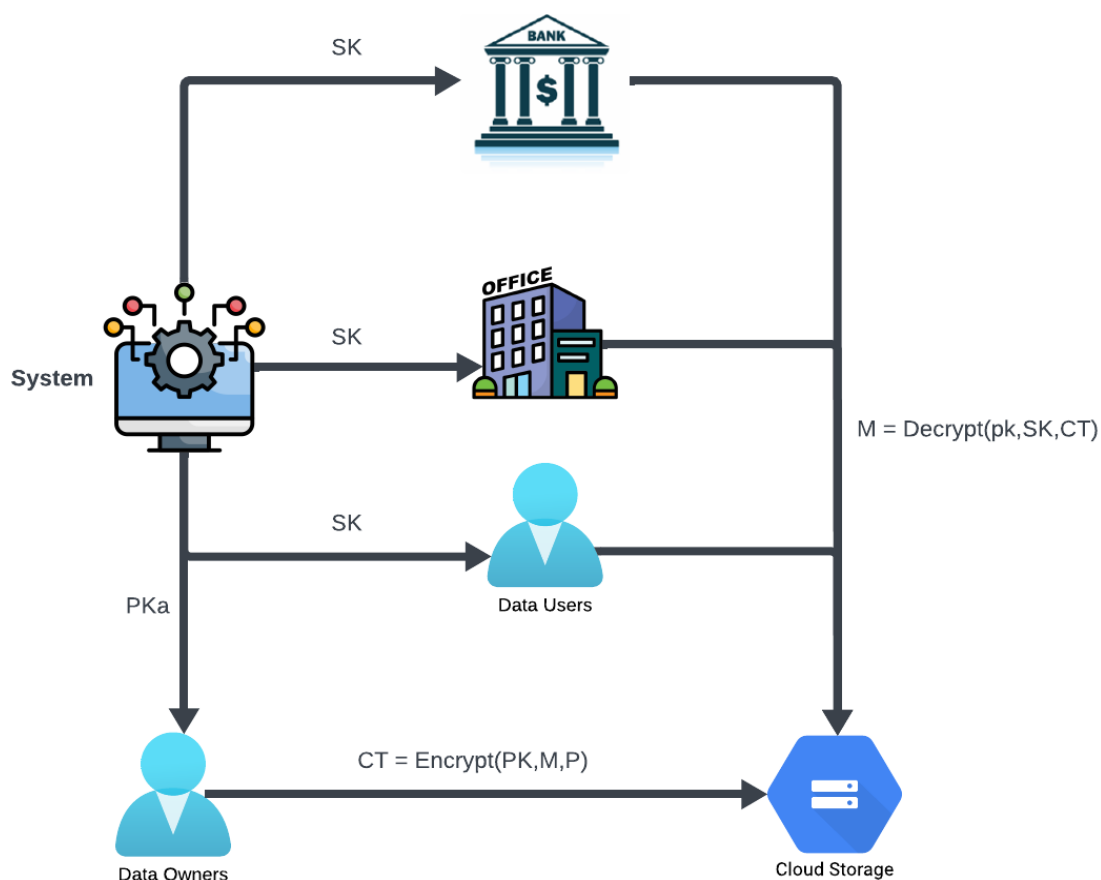 SK
BANK
$
OFFICE
SK
System
M = Decrypt(pk,SK,CT)
SK
Data Users
PKa
CT = Encrypt(PK,M,P)
Data Owners
Cloud Storage